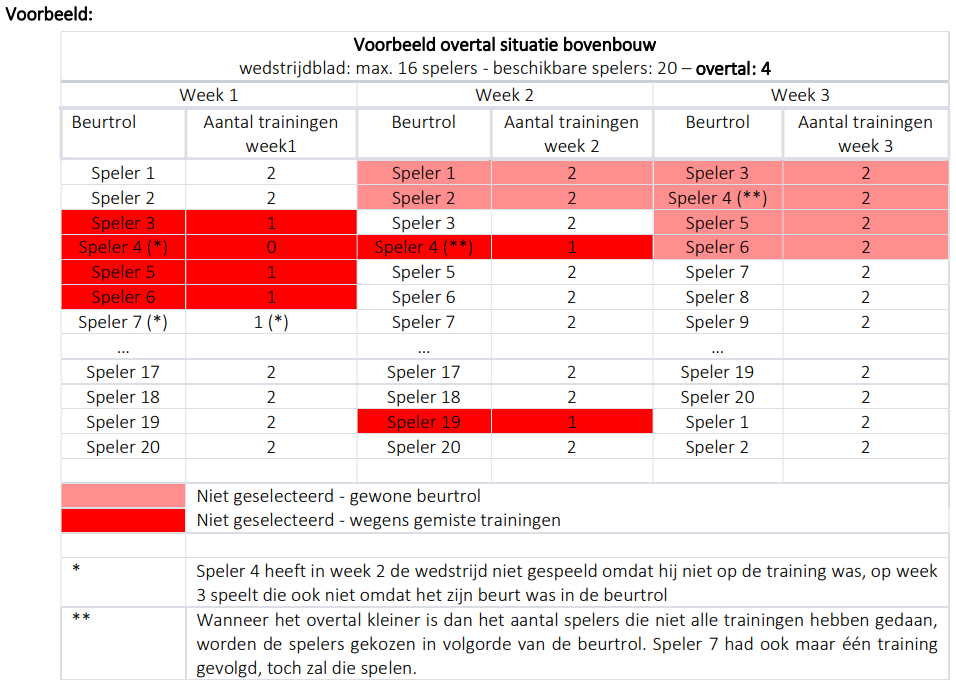 Voorbeeld:
Voorbeeld overtal situatie bovenbouw
wedstrijdblad: max. 16 spelers - beschikbare spelers: 20 – overtal: 4
Week 1 Week 2 Week 3
Beurtrol Aantal trainingen week1 Beurtrol Aantal trainingen week 2 Beurtrol Aantal trainingen week 3
Speler 1 2 Speler 1 2 Speler 3 2
Speler 2 2 Speler 2 2 Speler 4 (**) 2
Speler 3 1 Speler 3 2 Speler 5 2
Speler 4 (*) 0 Speler 4 (**) 1 Speler 6 2
Speler 5 1 Speler 5 2 Speler 7 2
Speler 6 1 Speler 6 2 Speler 8 2
Speler 7 (*) 1 (*) Speler 7 2 Speler 9 2
... ... ...
Speler 17 2 Speler 17 2 Speler 19 2
Speler 18 2 Speler 18 2 Speler 20 2
Speler 19 2 Speler 19 1 Speler 1 2
Speler 20 2 Speler 20 2 Speler 2 2
Niet geselecteerd - gewone beurtrol
Niet geselecteerd - wegens gemiste trainingen
* Speler 4 heeft in week 2 de wedstrijd niet gespeeld omdat hij niet op de training was, op week
3 speelt die ook niet omdat het zijn beurt was in de beurtrol
** Wanneer het overtal kleiner is dan het aantal spelers die niet alle trainingen hebben gedaan,
worden de spelers gekozen in volgorde van de beurtrol. Speler 7 had ook maar één training
gevolgd, toch zal die spelen.